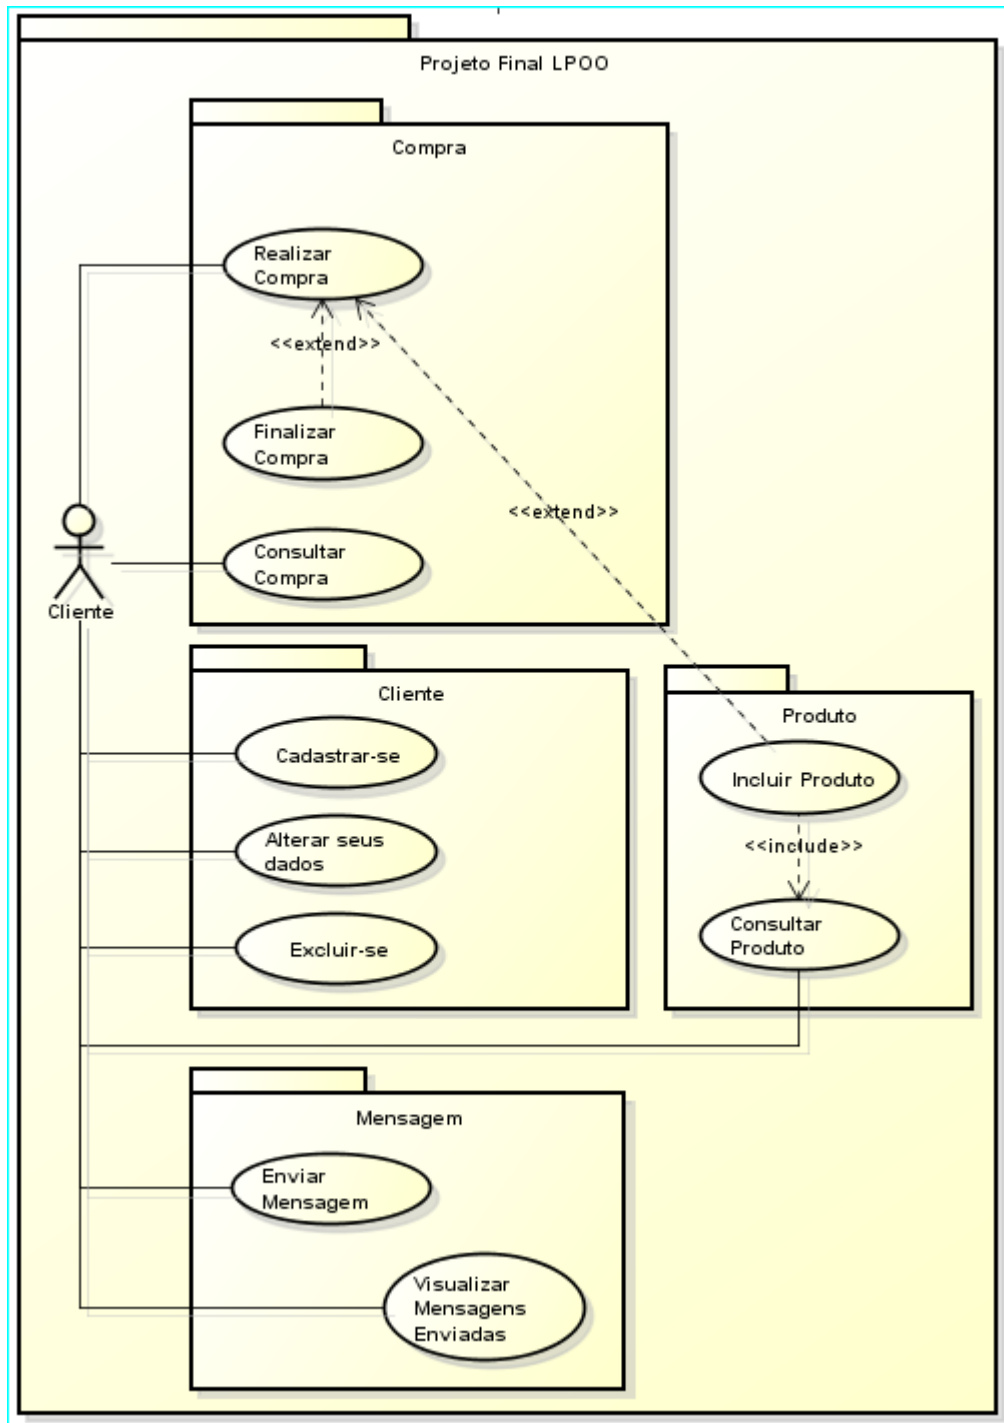 Projeto Final LPOO
Compra
Realizar
Compra
<<extend>>
Finalizar
Compra
<<extend>>
Consultar
Compra
Cliente
Cliente
Cadastrar-se
Alterar seus
dados
Excluir-se
Produto
Incluir Produto
<<include>>
Consultar
Produto
Mensagem
Enviar
Mensagem
Visualizar
Mensagens
Enviadas